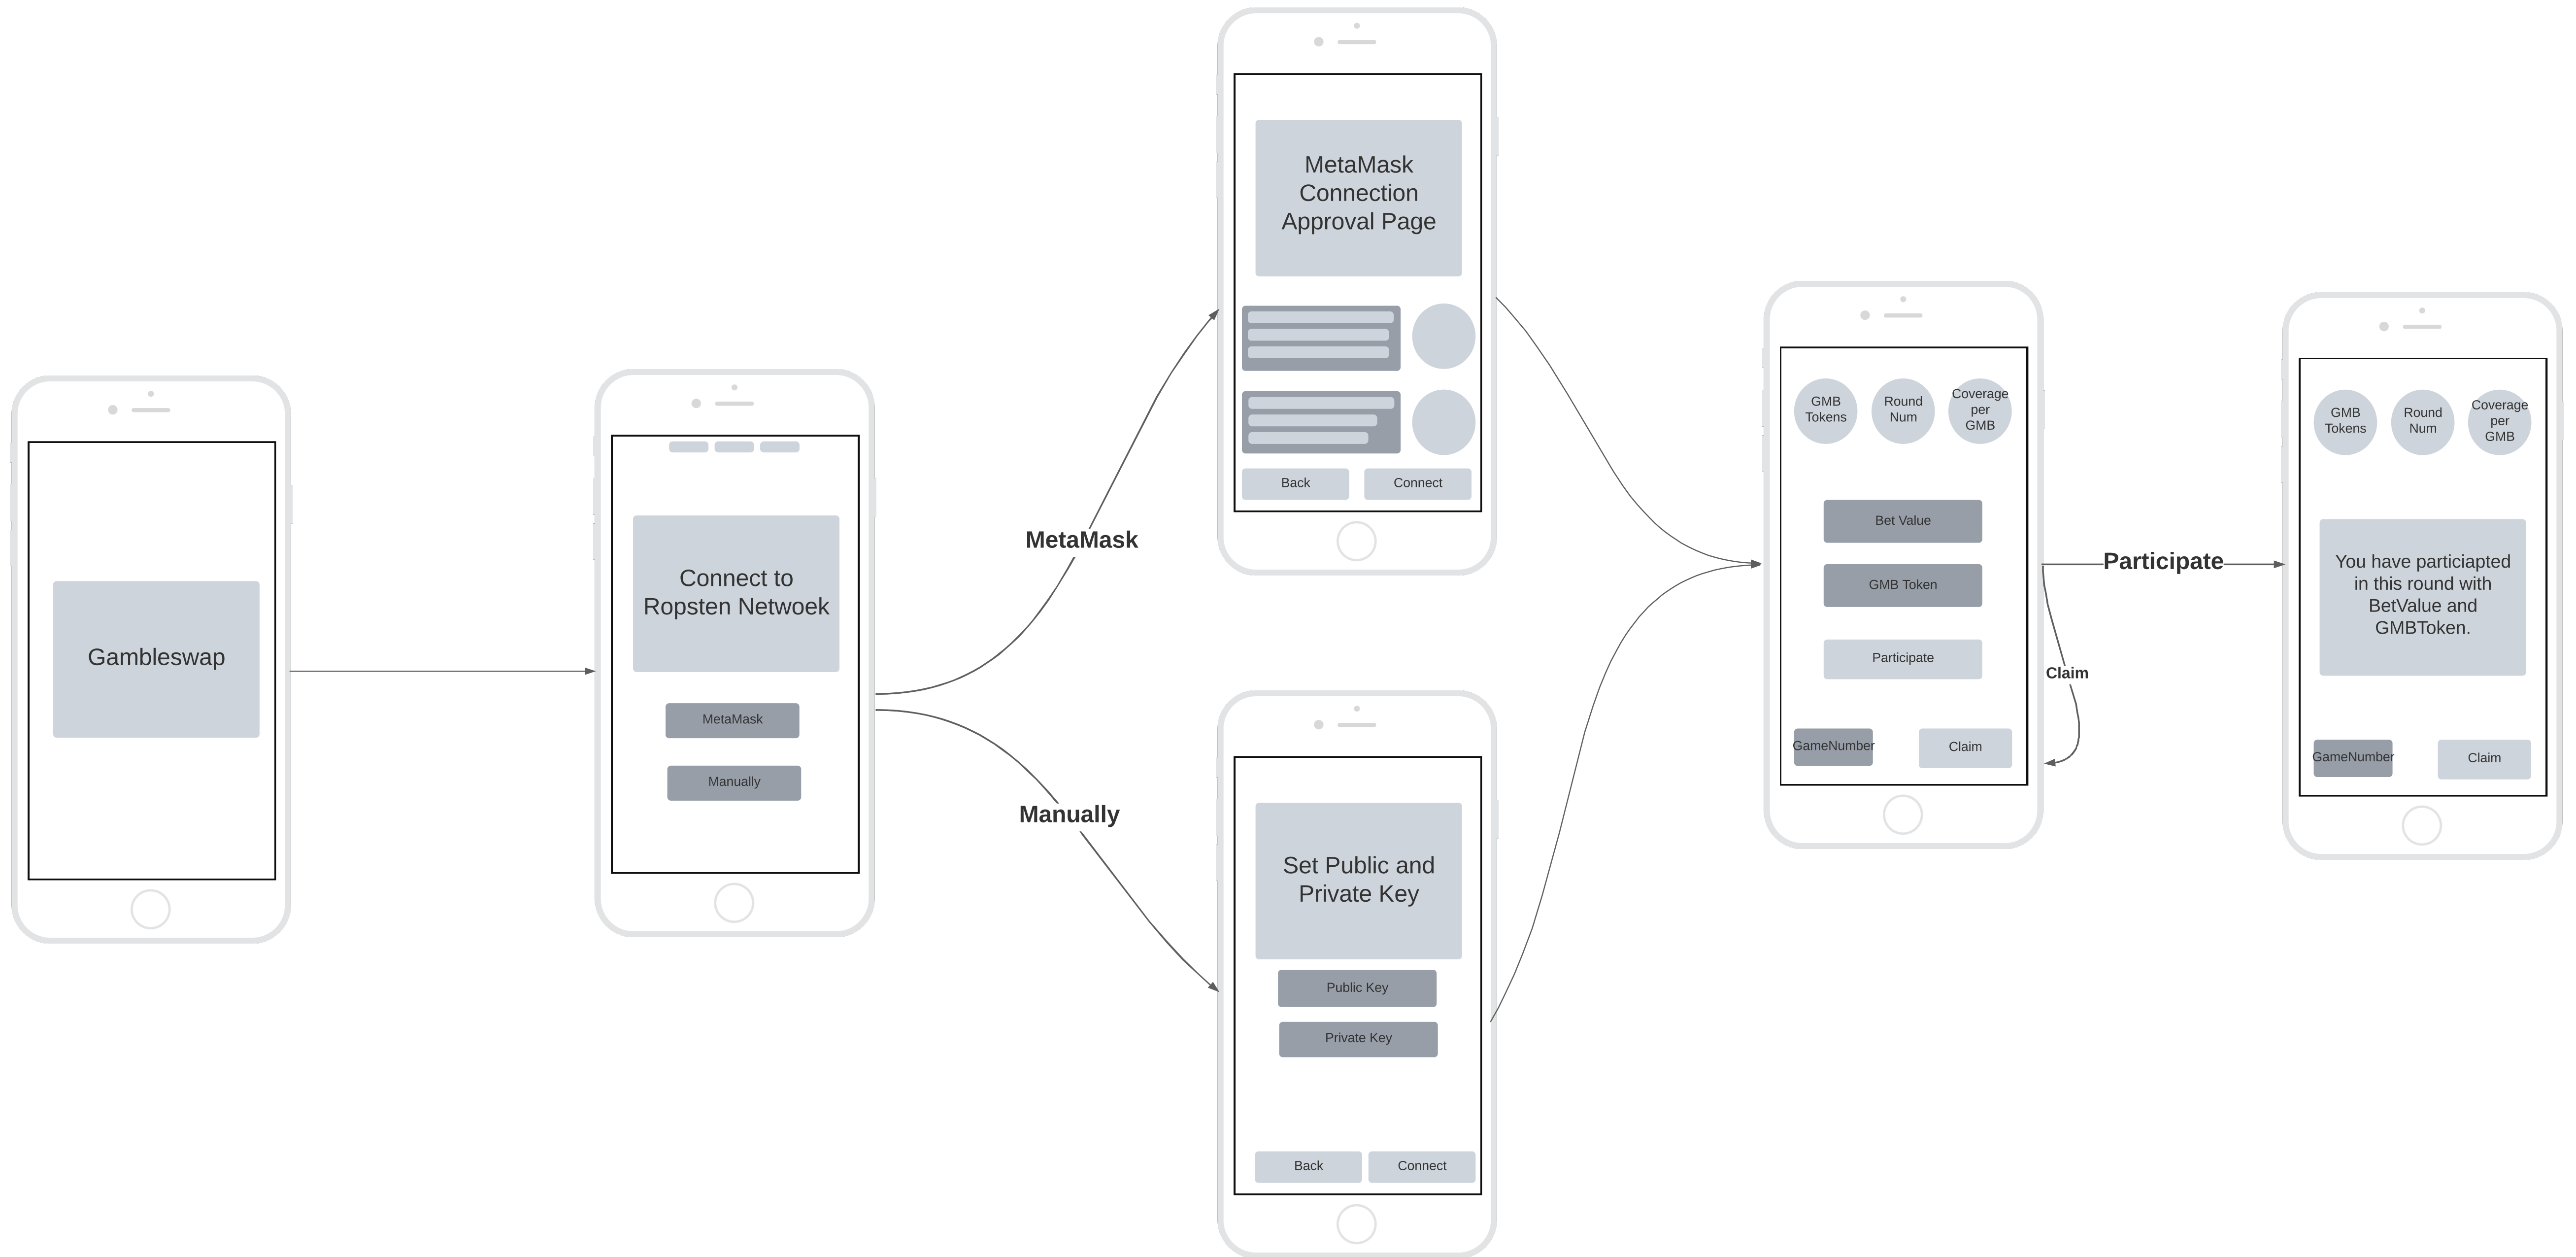 Gambleswap
Connect to
Ropsten Netwoek
MetaMask
Manually
MetaMask
Manually
MetaMask
Connection
Approval Page
Back
Connect
Set Public and
Private Key
Public Key
Private Key
Back
Connect
GMB
Tokens
Round
Num
Coverage
per
GMB
Bet Value
GMB Token
Participate
GameNumber
Claim
Participate
Claim
GMB
Tokens
Round
Num
Coverage
per
GMB
You have particiapted
in this round with
BetValue and
GMBToken.
GameNumber
Claim